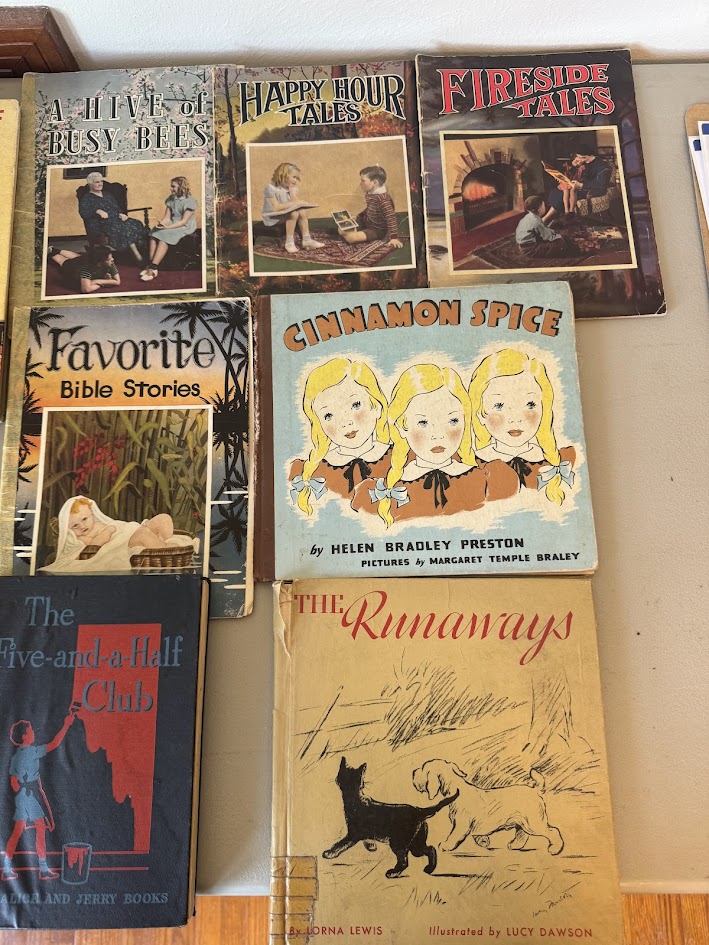 A HIVE of
BUSY BEES
HAPPY HOUR
TALES
FIRESIDE
TALES
Favorite
Bible Stories
CINNAMON SPICE
by HELEN BRADLEY PRESTON
PICTURES by MARGARET TEMPLE BRALEY
The
Five-and-a-Half
Club
ALICE AND JERRY BOOKS
THE Runaways
By LORNA LEWIS
Illustrated by LUCY DAWSON